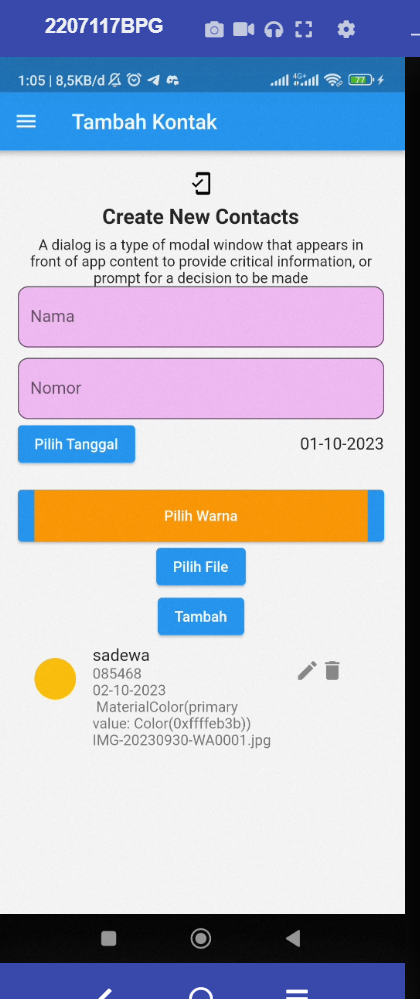 2207117BPG
1:05 | 8,5KB/d
4G+
77
Tambah Kontak
Create New Contacts
A dialog is a type of modal window that appears in
front of app content to provide critical information, or
prompt for a decision to be made
Nama
Nomor
Pilih Tanggal 01-10-2023
Pilih Warna
Pilih File
Tambah
sadewa
085468
02-10-2023
MaterialColor(primary
value: Color(0xffffeb3b))
IMG-20230930-WA0001.jpg